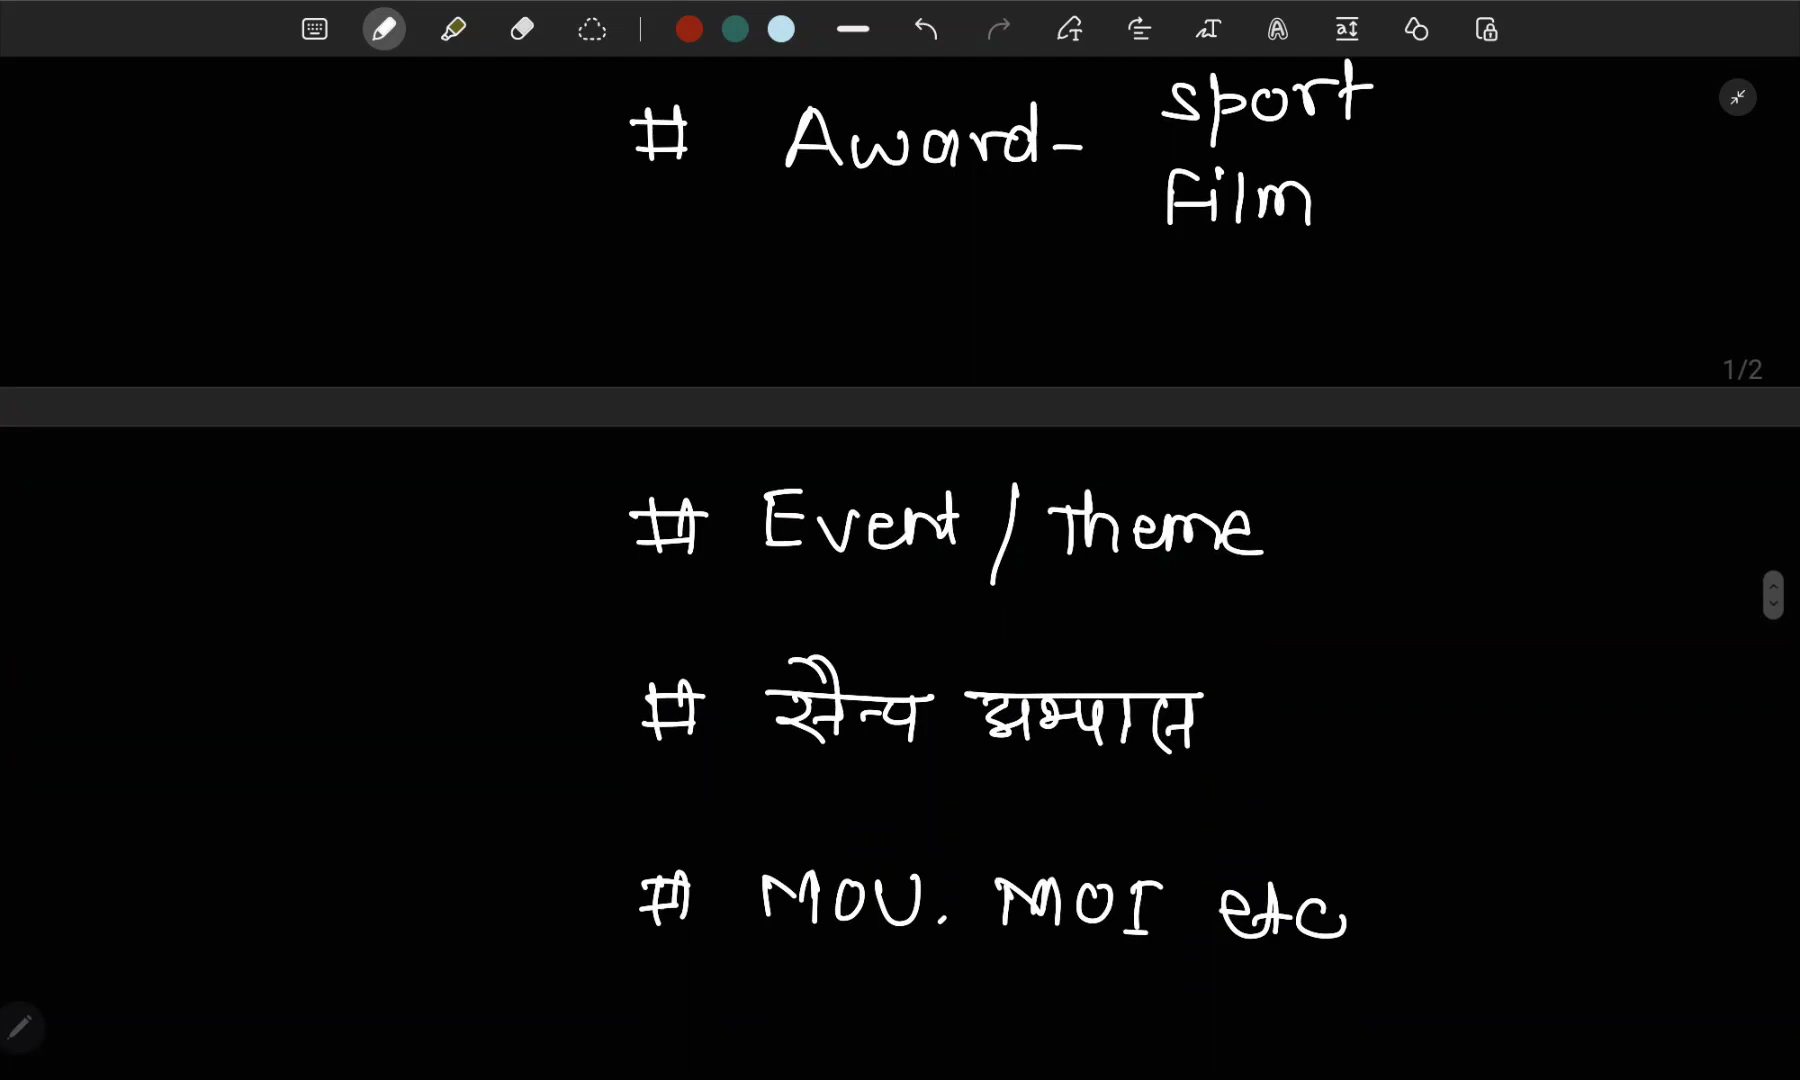 sport
# Award-
Film
1/2
# Event / Theme
# सैन्य अभ्यास
# MOU. MOI etc